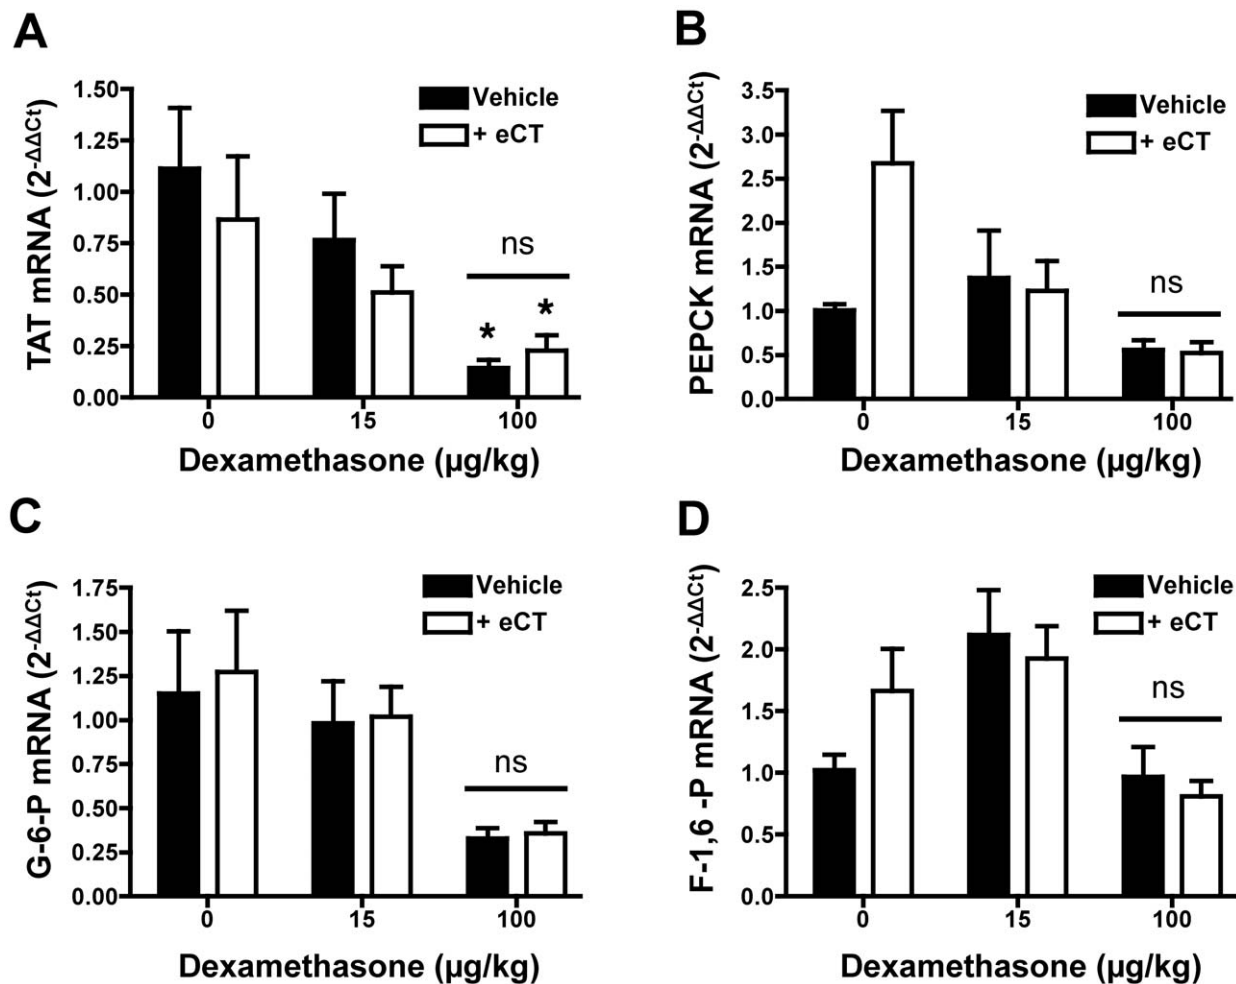 A
TAT mRNA (2-ΔΔCt)
1.50
1.25
1.00
0.75
0.50
0.25
0.00
Vehicle
+ eCT
ns
* *
0 15 100
Dexamethasone (µg/kg)
B
PEPCK mRNA (2-ΔΔCt)
3.5
3.0
2.5
2.0
1.5
1.0
0.5
0.0
Vehicle
+ eCT
ns
0 15 100
Dexamethasone (µg/kg)
C
G-6-P mRNA (2-ΔΔCt)
1.75
1.50
1.25
1.00
0.75
0.50
0.25
0.00
Vehicle
+ eCT
ns
0 15 100
Dexamethasone (µg/kg)
D
F-1,6 -P mRNA (2-ΔΔCt)
2.5
2.0
1.5
1.0
0.5
0.0
Vehicle
+ eCT
ns
0 15 100
Dexamethasone (µg/kg)